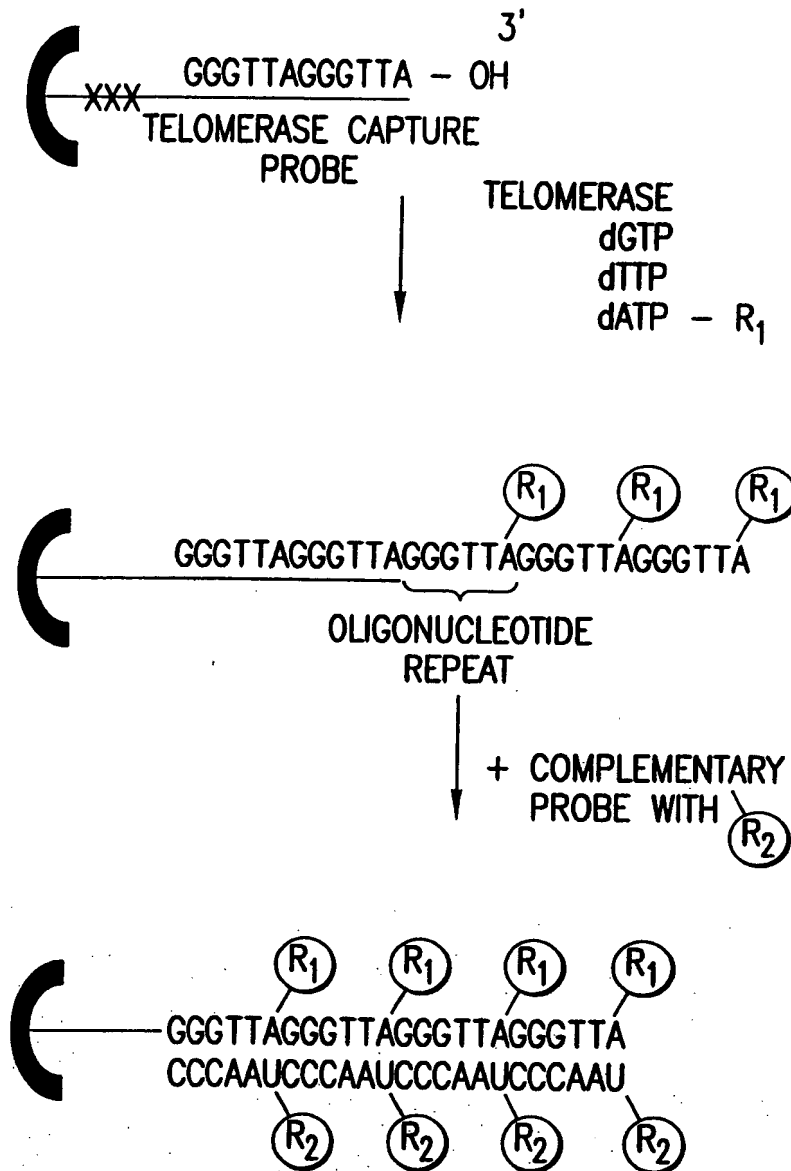 3'
GGGTTAGGGTTA – OH
XXX
TELOMERASE CAPTURE
PROBE
TELOMERASE
dGTP
dTTP
dATP – R1
R1 R1 R1
GGGTTAGGGTTAGGGTTAGGGTTAGGGTTA
OLIGONUCLEOTIDE
REPEAT
+ COMPLEMENTARY
PROBE WITH
R2
R1 R1 R1 R1
GGGTTAGGGTTAGGGTTAGGGTTA
CCCAAUCCCAAUCCCAAUCCCAAU
R2 R2 R2 R2